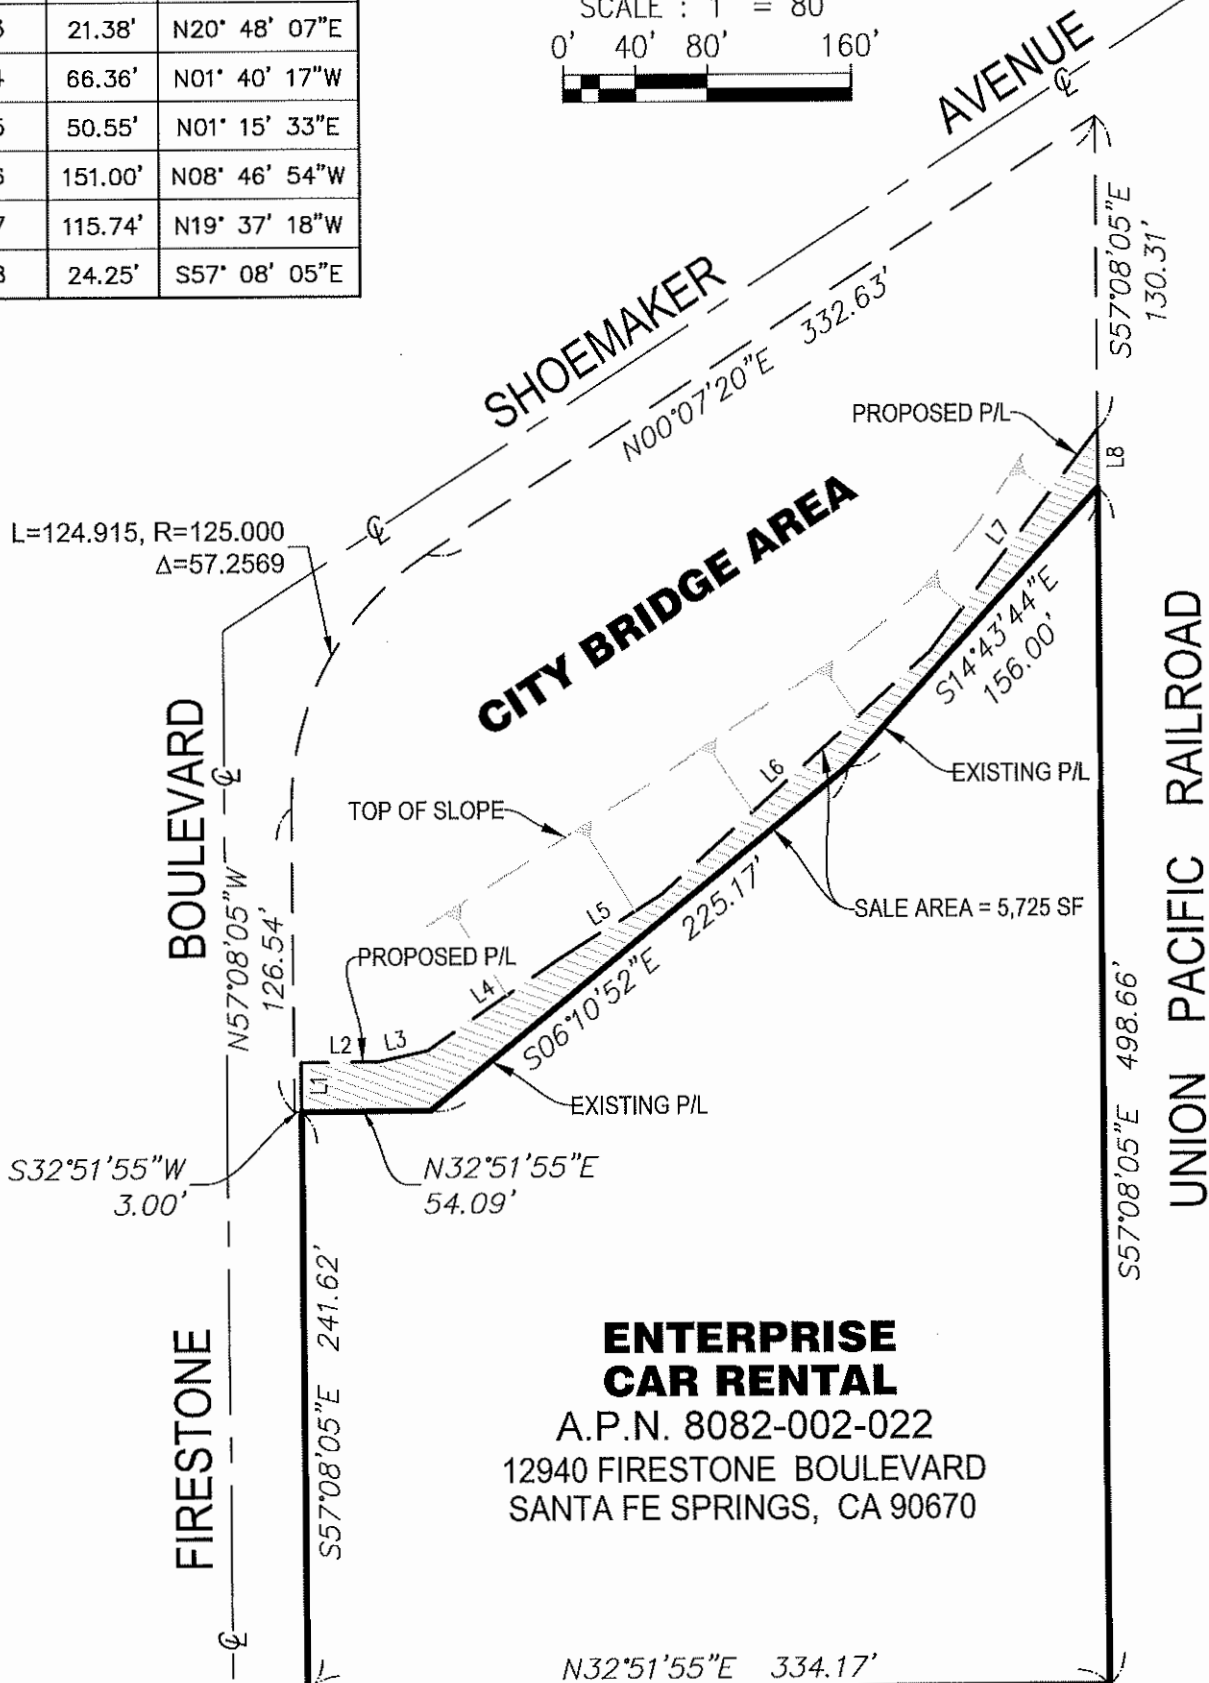 21.38' N20° 48' 07"E
66.36' N01° 40' 17"W
50.55' N01° 15' 33"E
151.00' N08° 46' 54"W
115.74' N19° 37' 18"W
24.25' S57° 08' 05"E
SCALE : 1" = 80'
0' 40' 80' 160'
SHOEMAKER AVENUE
℄
S57°08'05"E
130.31'
N00°07'20"E 332.63'
PROPOSED P/L
L8
L=124.915, R=125.000
Δ=57.2569
℄
CITY BRIDGE AREA
L7
S14°43'44"E
156.00'
UNION PACIFIC RAILROAD
FIRESTONE BOULEVARD
℄
EXISTING P/L
L6
TOP OF SLOPE
N57°08'05"W
126.54'
SALE AREA = 5,725 SF
L5
S06°10'52"E 225.17'
PROPOSED P/L
L4
L2
L3
L1
EXISTING P/L
S57°08'05"E 498.66'
S32°51'55"W
3.00'
N32°51'55"E
54.09'
S57°08'05"E 241.62'
ENTERPRISE
CAR RENTAL
A.P.N. 8082-002-022
12940 FIRESTONE BOULEVARD
SANTA FE SPRINGS, CA 90670
℄
N32°51'55"E 334.17'